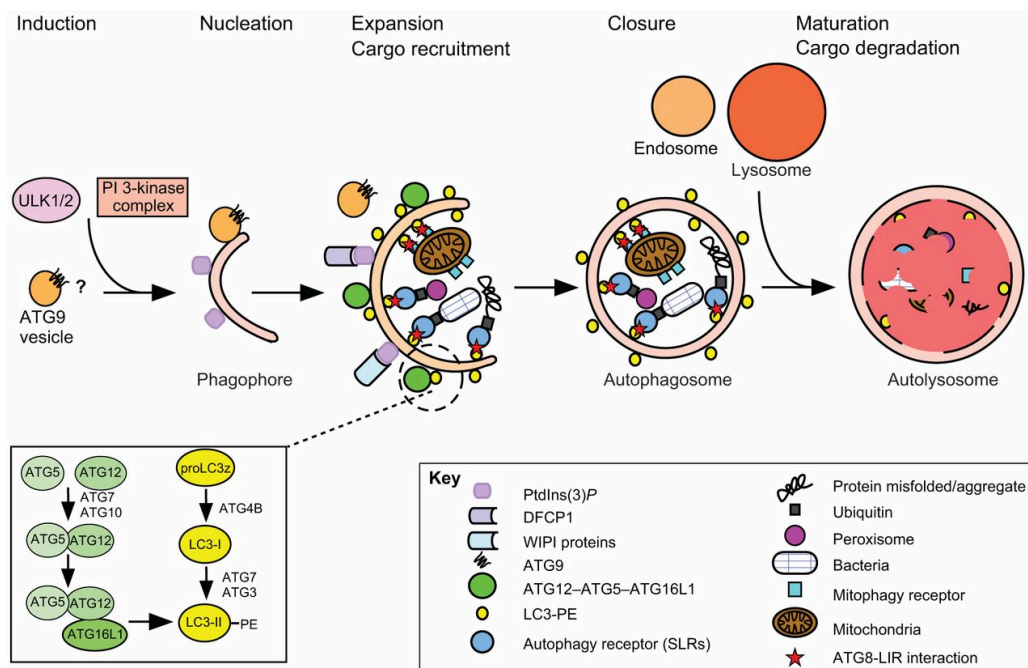 Induction
Nucleation
Expansion
Cargo recruitment
Closure
Maturation
Cargo degradation
Endosome
Lysosome
ULK1/2
PI 3-kinase
complex
?
ATG9
vesicle
Phagophore
Autophagosome
Autolysosome
ATG5
ATG12
ATG7
ATG10
ATG5
ATG12
ATG5
ATG12
ATG16L1
proLC3z
ATG4B
LC3-I
ATG7
ATG3
LC3-II
PE
Key
PtdIns(3)P
DFCP1
WIPI proteins
ATG9
ATG12–ATG5–ATG16L1
LC3-PE
Autophagy receptor (SLRs)
Protein misfolded/aggregate
Ubiquitin
Peroxisome
Bacteria
Mitophagy receptor
Mitochondria
ATG8-LIR interaction